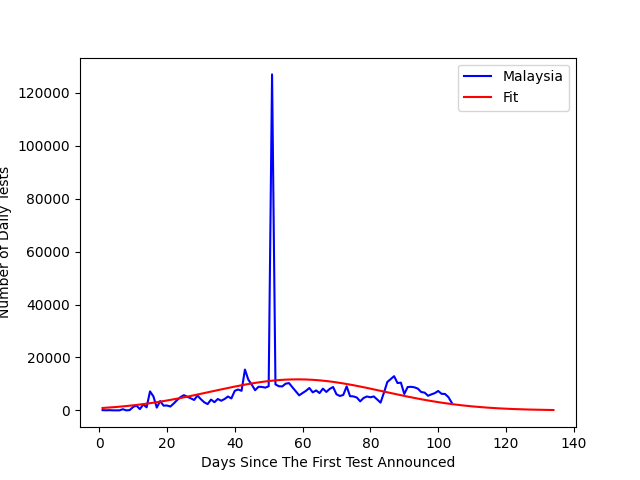 Malaysia
Fit
120000
100000
80000
60000
40000
20000
0
Number of Daily Tests
0 20 40 60 80 100 120 140
Days Since The First Test Announced